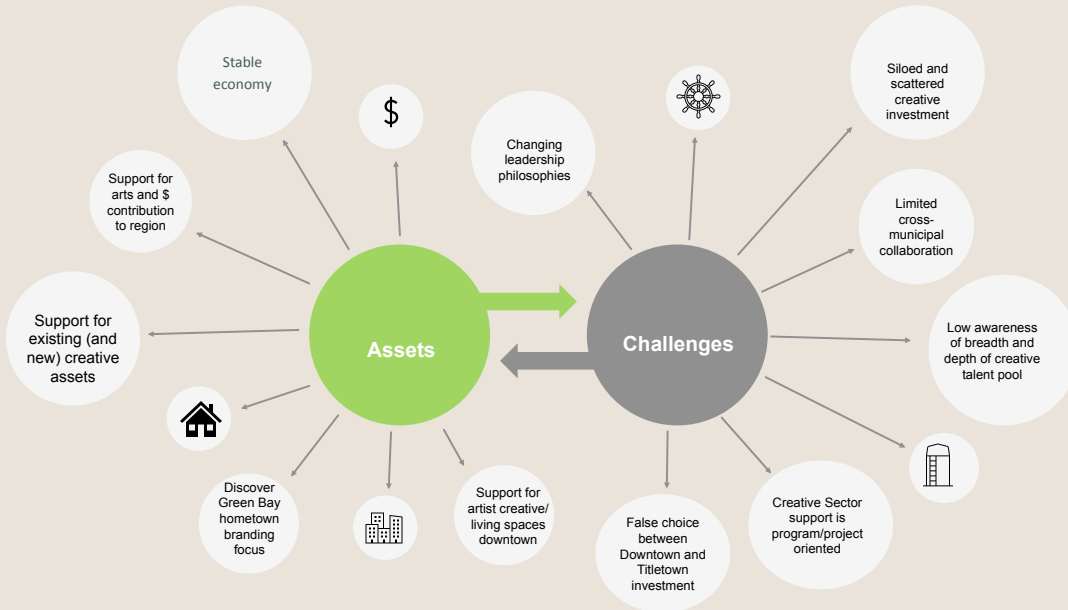 Stable
economy
$
Support for
arts and $
contribution
to region
Support for
existing (and
new) creative
assets
Assets
Discover
Green Bay
hometown
branding
focus
Support for
artist creative/
living spaces
downtown
Changing
leadership
philosophies
Siloed and
scattered
creative
investment
Limited
cross-
municipal
collaboration
Challenges
Low awareness
of breadth and
depth of creative
talent pool
Creative Sector
support is
program/project
oriented
False choice
between
Downtown and
Titletown
investment